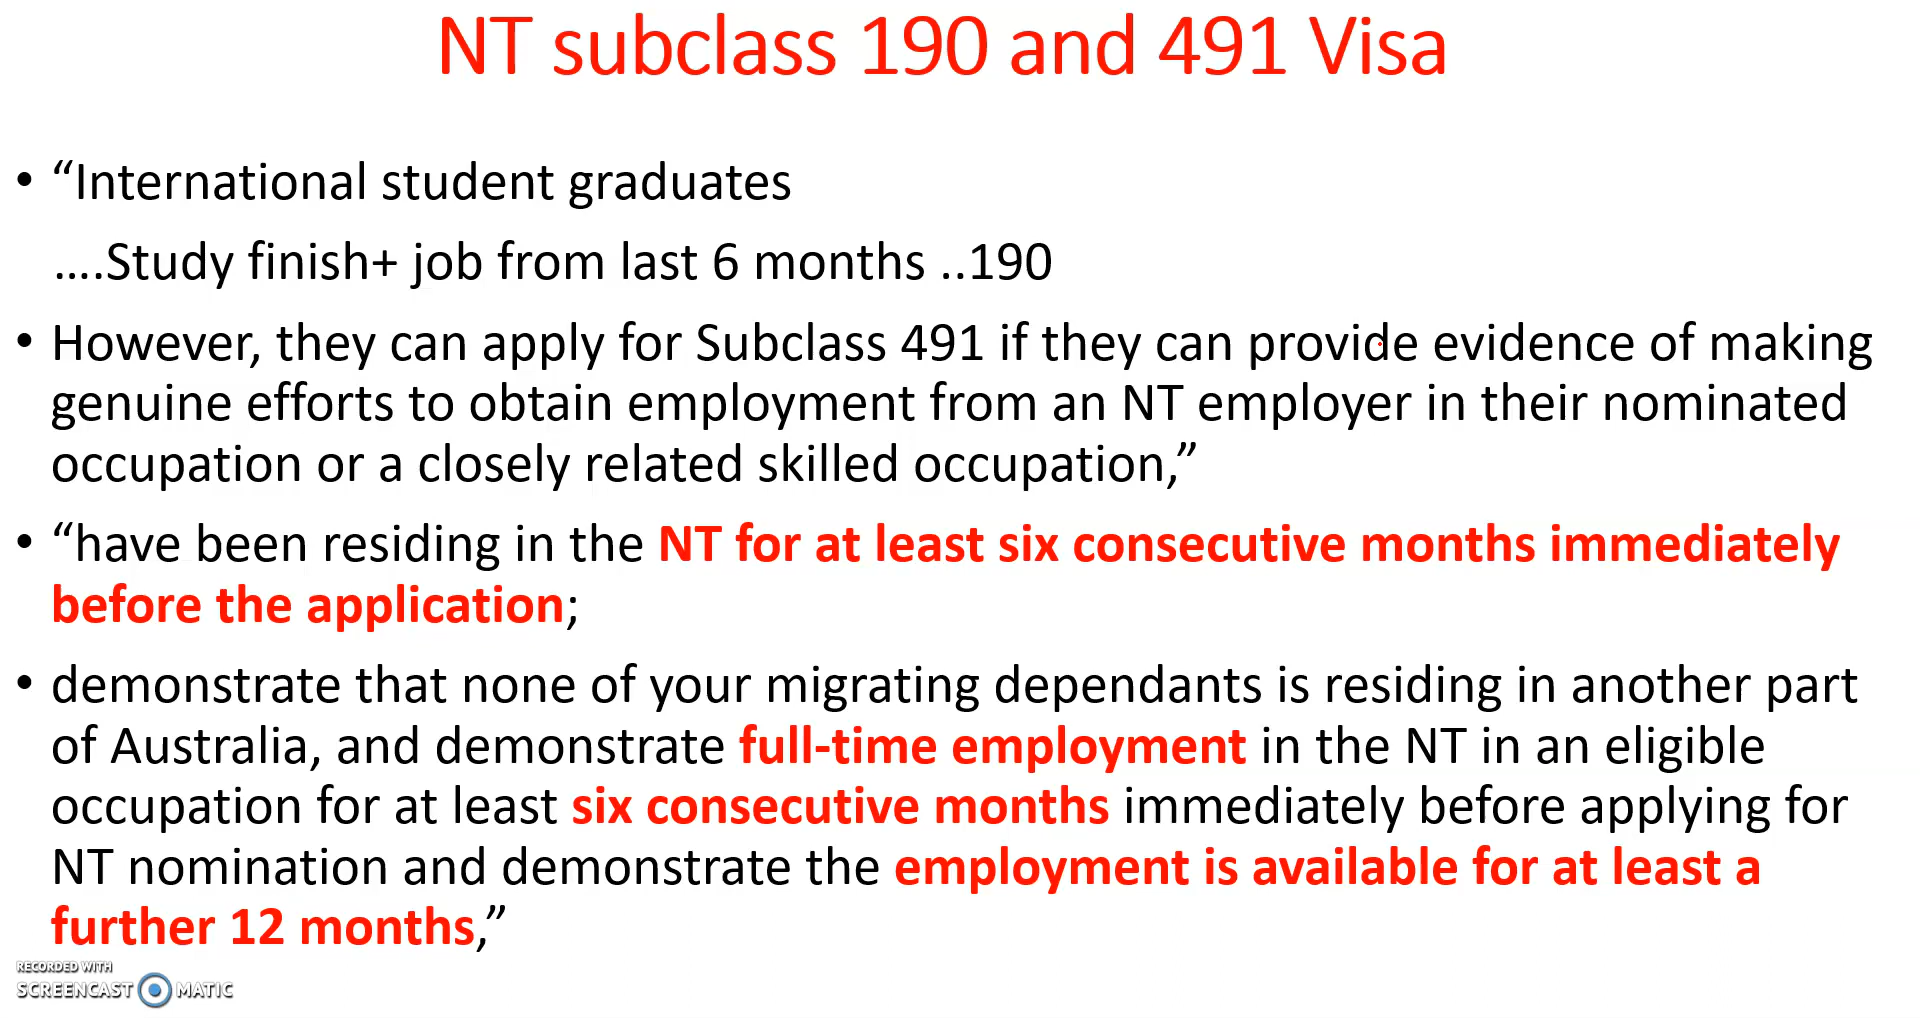 NT subclass 190 and 491 Visa
• “International student graduates
....Study finish+ job from last 6 months ..190
• However, they can apply for Subclass 491 if they can provide evidence of making
genuine efforts to obtain employment from an NT employer in their nominated
occupation or a closely related skilled occupation,”
• “have been residing in the NT for at least six consecutive months immediately
before the application;
• demonstrate that none of your migrating dependants is residing in another part
of Australia, and demonstrate full-time employment in the NT in an eligible
occupation for at least six consecutive months immediately before applying for
NT nomination and demonstrate the employment is available for at least a
further 12 months,”
RECORDED WITH
SCREENCAST MATIC